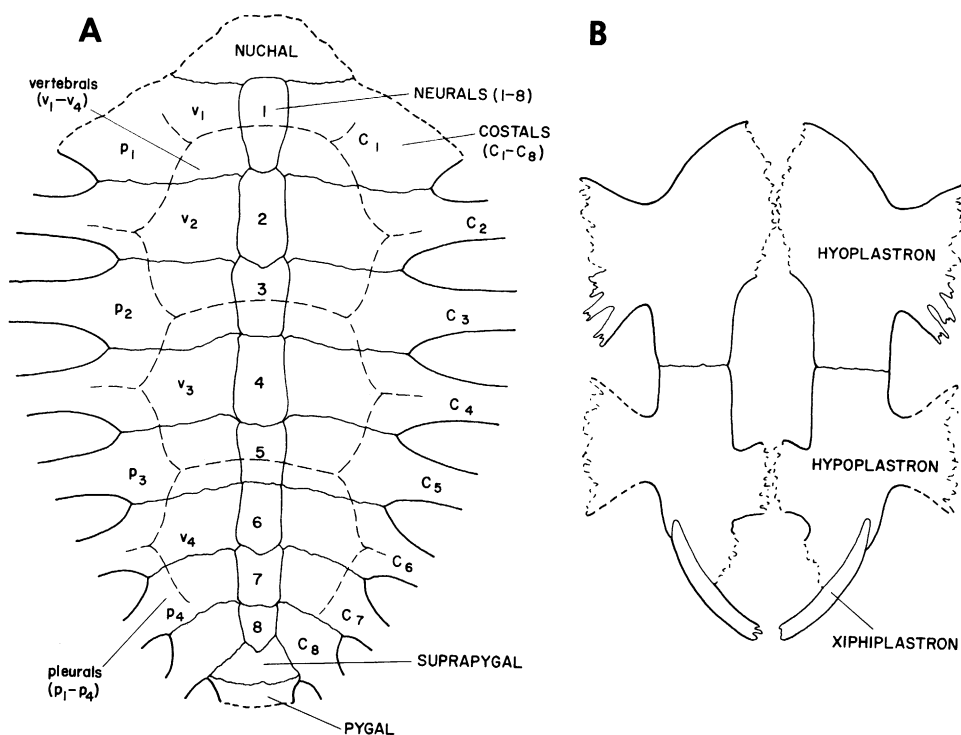 A
NUCHAL
vertebrals
(v₁–v₄)
v₁
1
NEURALS (1-8)
COSTALS
(C₁–C₈)
p₁
C₁
v₂
2
C₂
3
p₂
C₃
v₃
4
C₄
5
p₃
C₅
6
v₄
C₆
7
p₄
C₇
8
C₈
pleurals
(p₁–p₄)
SUPRAPYGAL
PYGAL
B
HYOPLASTRON
HYPOPLASTRON
XIPHIPLASTRON